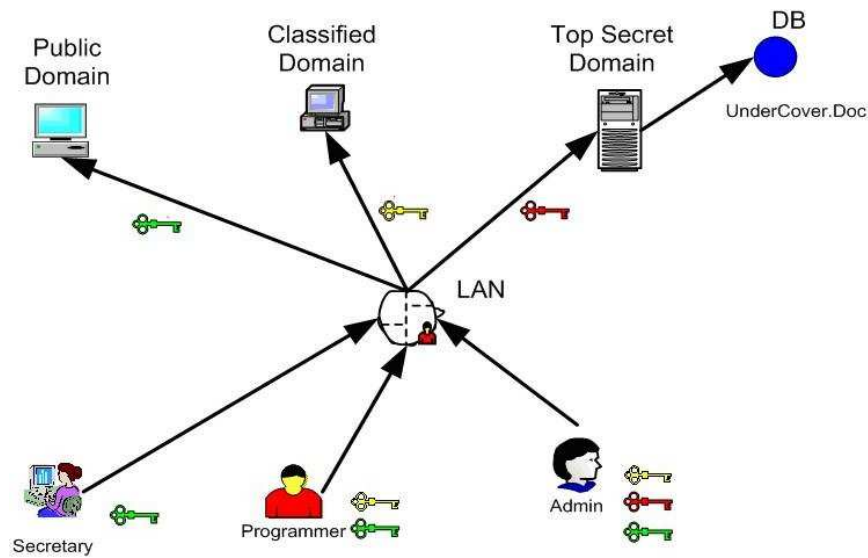 Public
Domain
Classified
Domain
Top Secret
Domain
DB
UnderCover.Doc
LAN
Secretary
Programmer
Admin